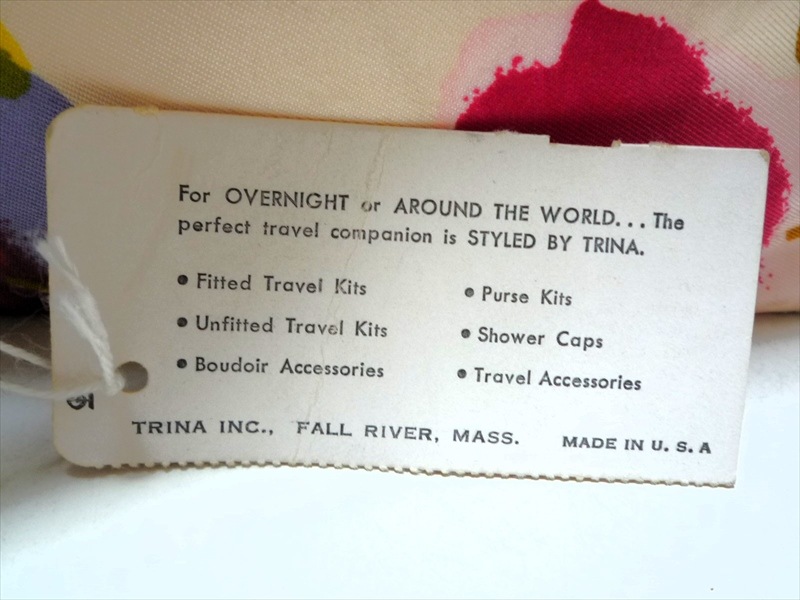 For OVERNIGHT or AROUND THE WORLD... The
perfect travel companion is STYLED BY TRINA.
• Fitted Travel Kits
• Unfitted Travel Kits
• Boudoir Accessories
• Purse Kits
• Shower Caps
• Travel Accessories
TRINA INC., FALL RIVER, MASS. MADE IN U. S. A